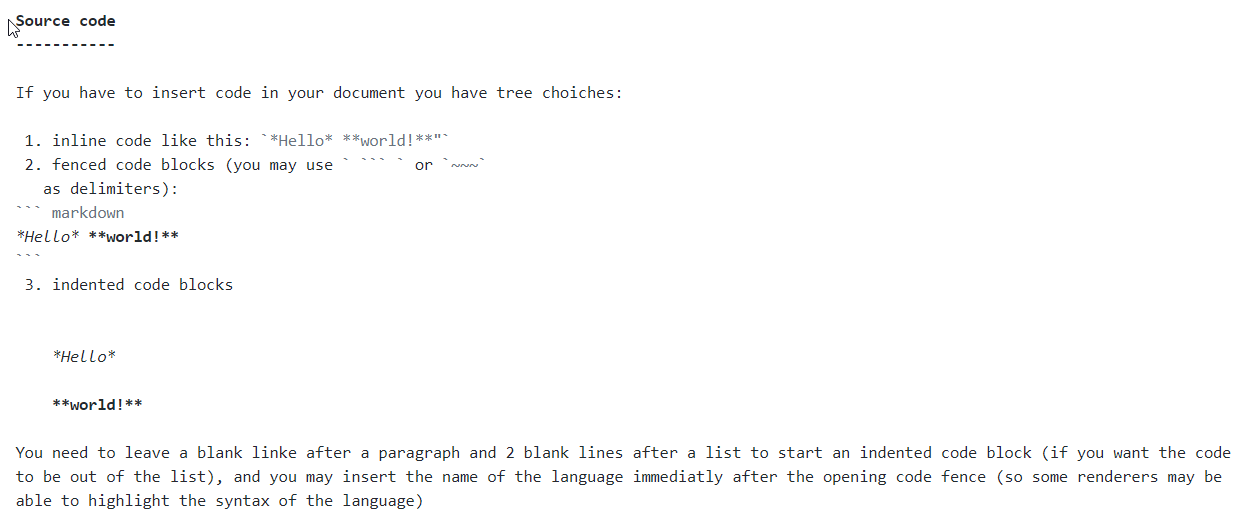 Source code
-----------
If you have to insert code in your document you have tree choiches:
1. inline code like this: `*Hello* **world!**"`
2. fenced code blocks (you may use ` ``` ` or `~~~`
as delimiters):
``` markdown
*Hello* **world!**
```
3. indented code blocks
*Hello*
**world!**
You need to leave a blank linke after a paragraph and 2 blank lines after a list to start an indented code block (if you want the code
to be out of the list), and you may insert the name of the language immediatly after the opening code fence (so some renderers may be
able to highlight the syntax of the language)